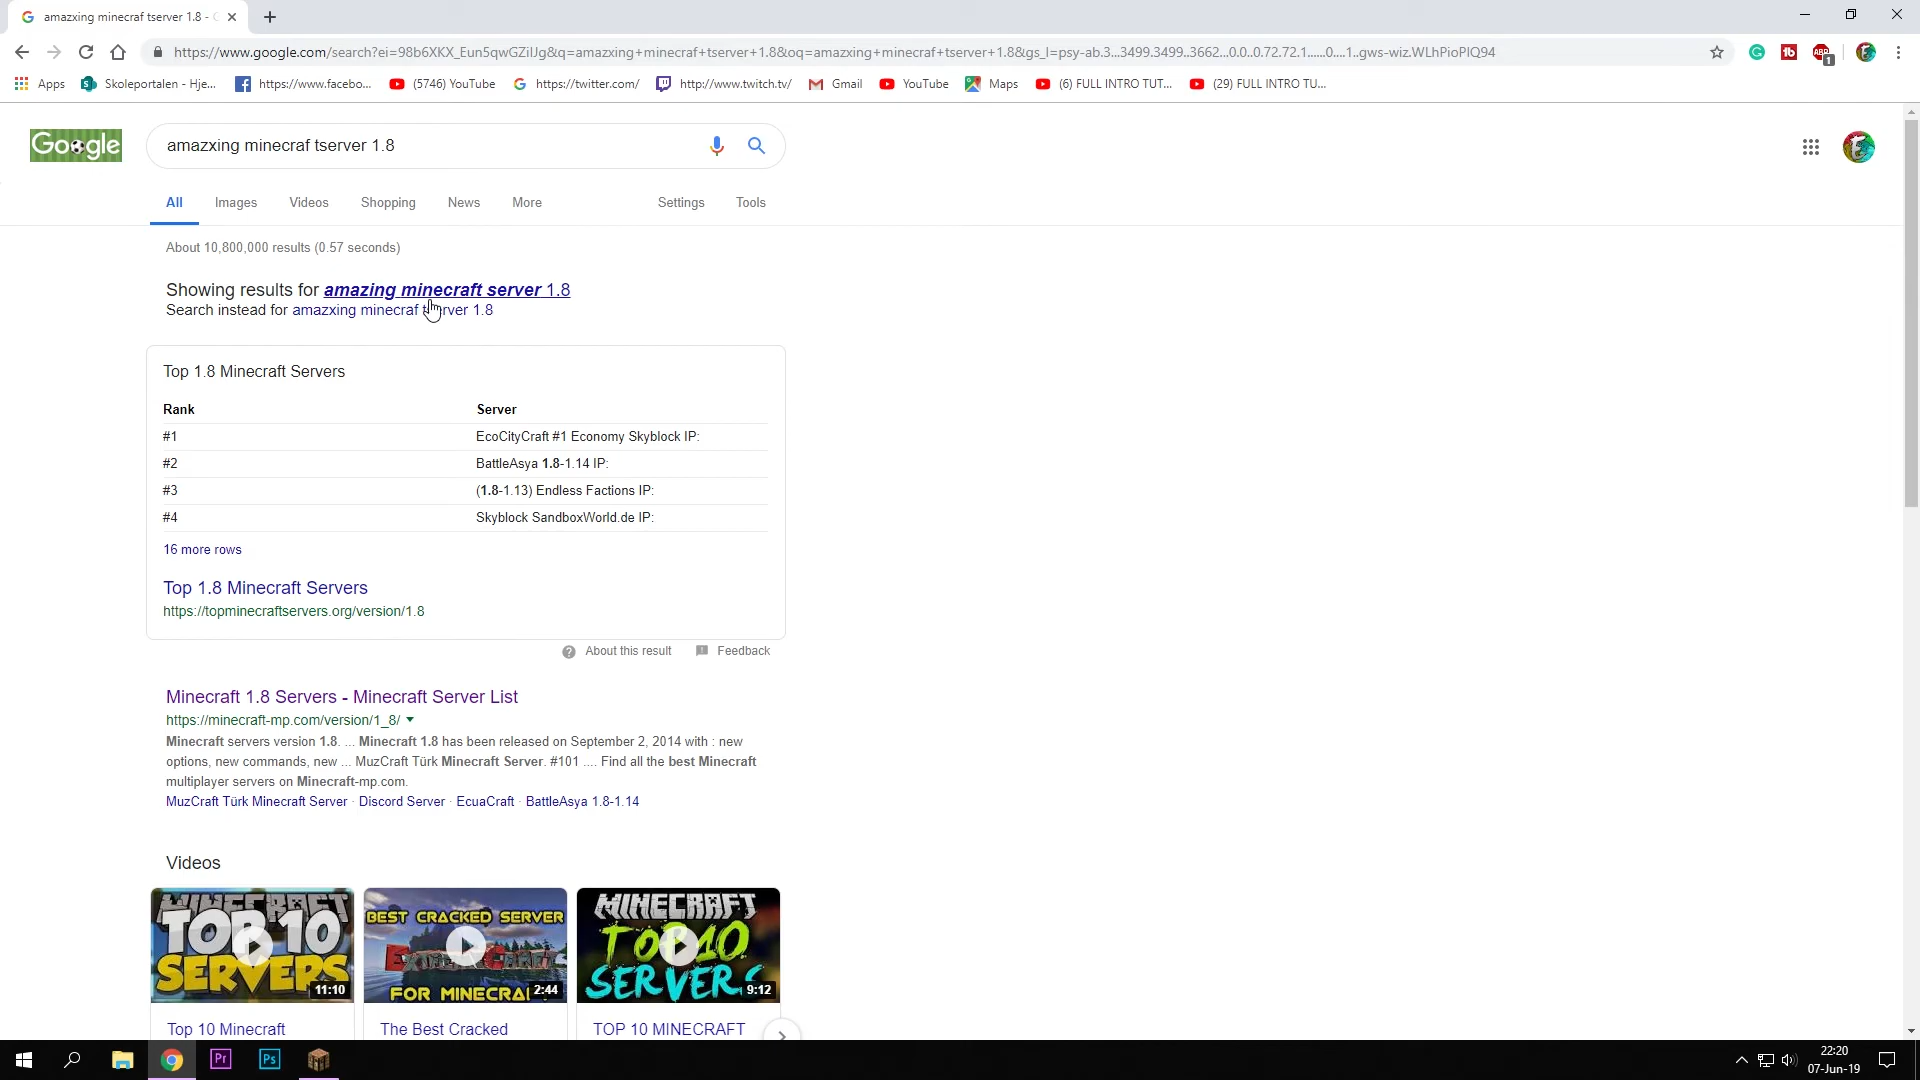 amazxing minecraf tserver 1.8 -
https://www.google.com/search?ei=98b6XKX_Eun5qwGZiIJg&q=amazxing+minecraf+tserver+1.8&oq=amazxing+minecraf+tserver+1.8&gs_l=psy-ab.3...3499.3499..3662...0.0..0.72.72.1......0....1..gws-wiz.WLhPioPIQ94
ABP
1
Apps
Skoleportalen - Hje...
https://www.facebo...
(5746) YouTube
https://twitter.com/
http://www.twitch.tv/
Gmail
YouTube
Maps
(6) FULL INTRO TUT...
(29) FULL INTRO TU...
Google
amazxing minecraf tserver 1.8
All
Images
Videos
Shopping
News
More
Settings
Tools
About 10,800,000 results (0.57 seconds)
Showing results for amazing minecraft server 1.8
Search instead for amazxing minecraf tserver 1.8
Top 1.8 Minecraft Servers
Rank Server
#1 EcoCityCraft #1 Economy Skyblock IP:
#2 BattleAsya 1.8-1.14 IP:
#3 (1.8-1.13) Endless Factions IP:
#4 Skyblock SandboxWorld.de IP:
16 more rows
Top 1.8 Minecraft Servers
https://topminecraftservers.org/version/1.8
About this result
Feedback
Minecraft 1.8 Servers - Minecraft Server List
https://minecraft-mp.com/version/1_8/
Minecraft servers version 1.8. ... Minecraft 1.8 has been released on September 2, 2014 with : new
options, new commands, new ... MuzCraft Türk Minecraft Server. #101 .... Find all the best Minecraft
multiplayer servers on Minecraft-mp.com.
MuzCraft Türk Minecraft Server · Discord Server · EcuaCraft · BattleAsya 1.8-1.14
Videos
MINECRAFT
TOP 10
SERVERS
11:10
BEST CRACKED SERVER
FOR MINECRA
2:44
MINECRAFT
TOP 10
SERVERS
9:12
Top 10 Minecraft
The Best Cracked
TOP 10 MINECRAFT
Pr
Ps
22:20
07-Jun-19